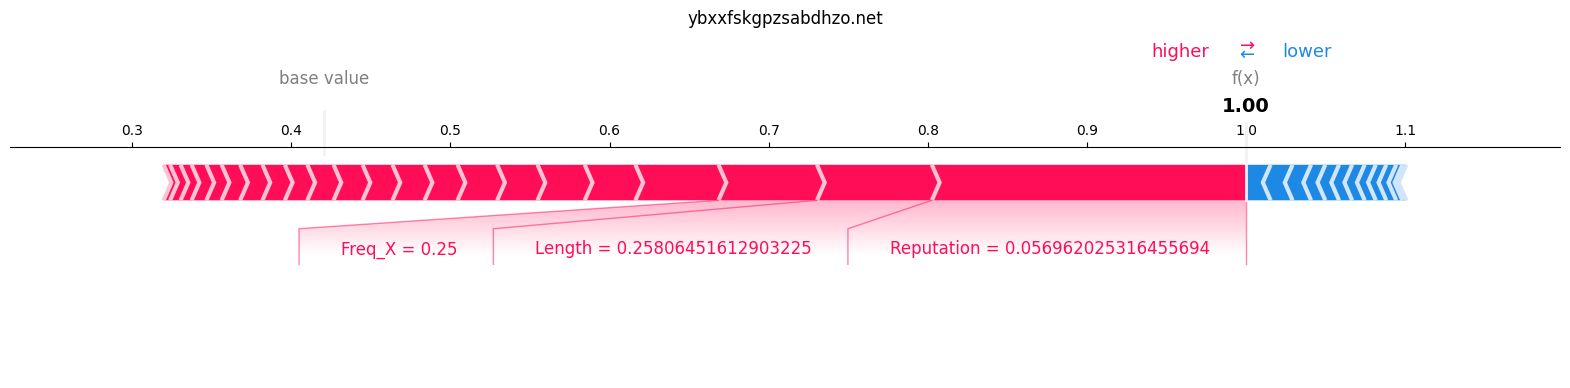 ybxxfskgpzsabdhzo.net
higher ⇄ lower
base value f(x)
1.00
0.3 0.4 0.5 0.6 0.7 0.8 0.9 1.0 1.1
Freq_X = 0.25 Length = 0.25806451612903225 Reputation = 0.056962025316455694